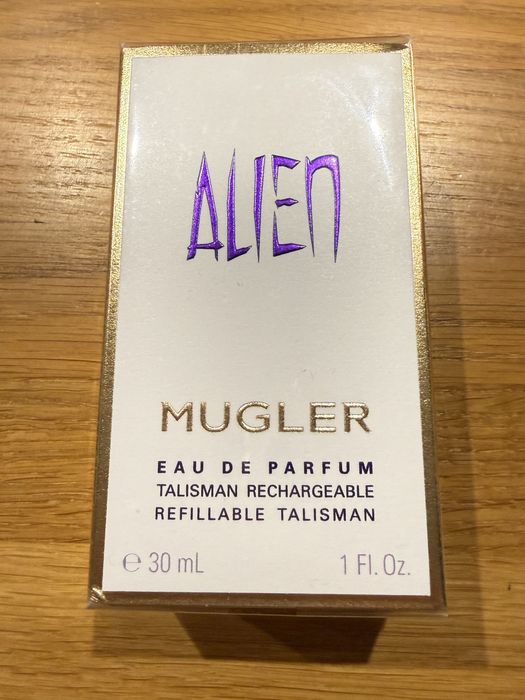 ALIEN
MUGLER
EAU DE PARFUM
TALISMAN RECHARGEABLE
REFILLABLE TALISMAN
℮ 30 mL 1 Fl. Oz.